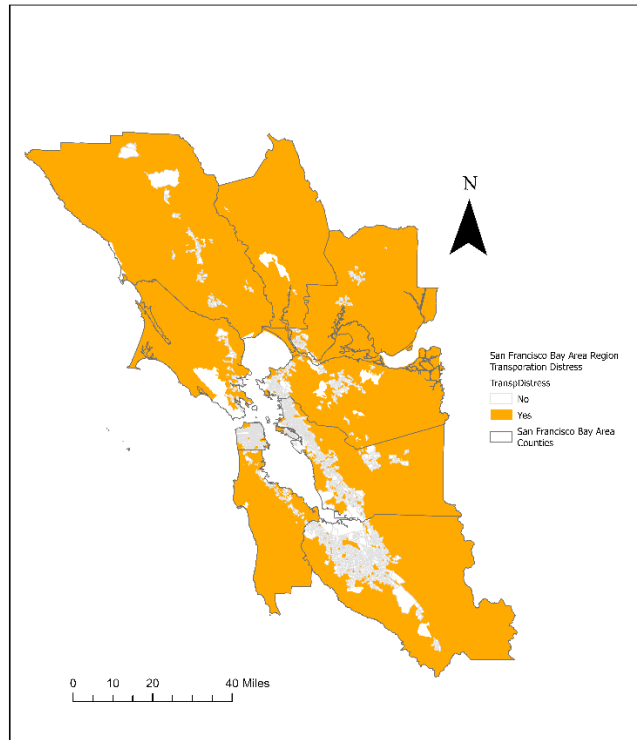 N
San Francisco Bay Area Region
Transporation Distress
TranspDistress
No
Yes
San Francisco Bay Area
Counties
0 10 20 40 Miles